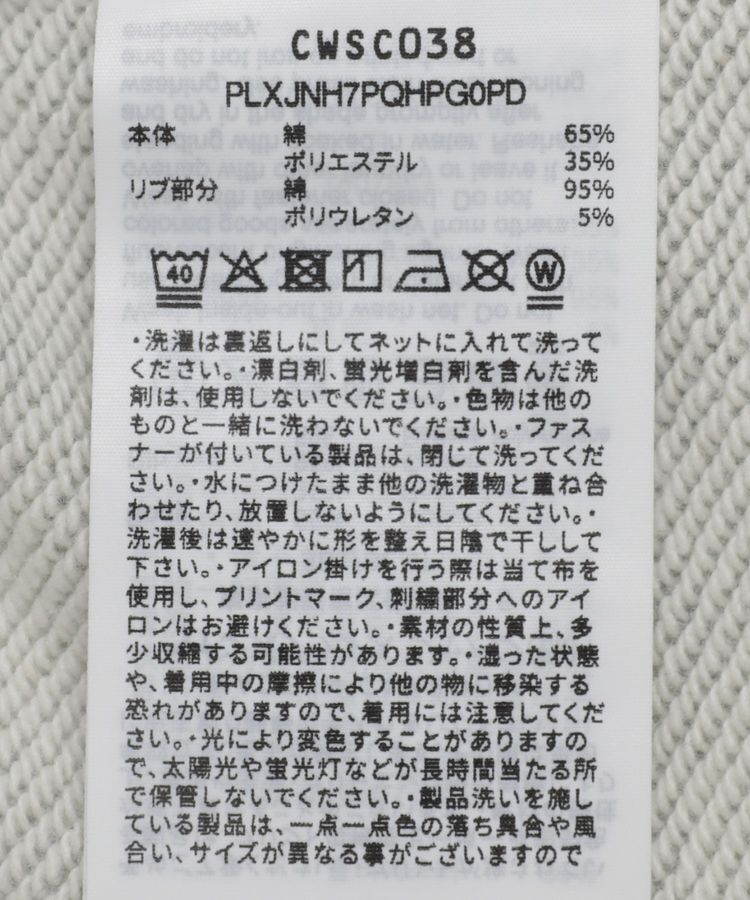 CWSC038
PLXJNH7PQHPG0PD
本体 綿 65%
ポリエステル 35%
リブ部分 綿 95%
ポリウレタン 5%
40 W
・洗濯は裏返しにしてネットに入れて洗って
ください。・漂白剤、蛍光増白剤を含んだ洗
剤は、使用しないでください。・色物は他の
ものと一緒に洗わないでください。・ファス
ナーが付いている製品は、閉じて洗ってくだ
さい。・水につけたまま他の洗濯物と重ね合
わせたり、放置しないようにしてください。・
洗濯後は速やかに形を整え日陰で干しして
下さい。・アイロン掛けを行う際は当て布を
使用し、プリントマーク、刺繍部分へのアイ
ロンはお避けください。・素材の性質上、多
少収縮する可能性があります。・湿った状態
や、着用中の摩擦により他の物に移染する
恐れがありますので、着用には注意してくだ
さい。・光により変色することがありますの
で、太陽光や蛍光灯などが長時間当たる所
で保管しないでください。・製品洗いを施し
ている製品は、一点一点色の落ち具合や風
合い、サイズが異なる事がございますので